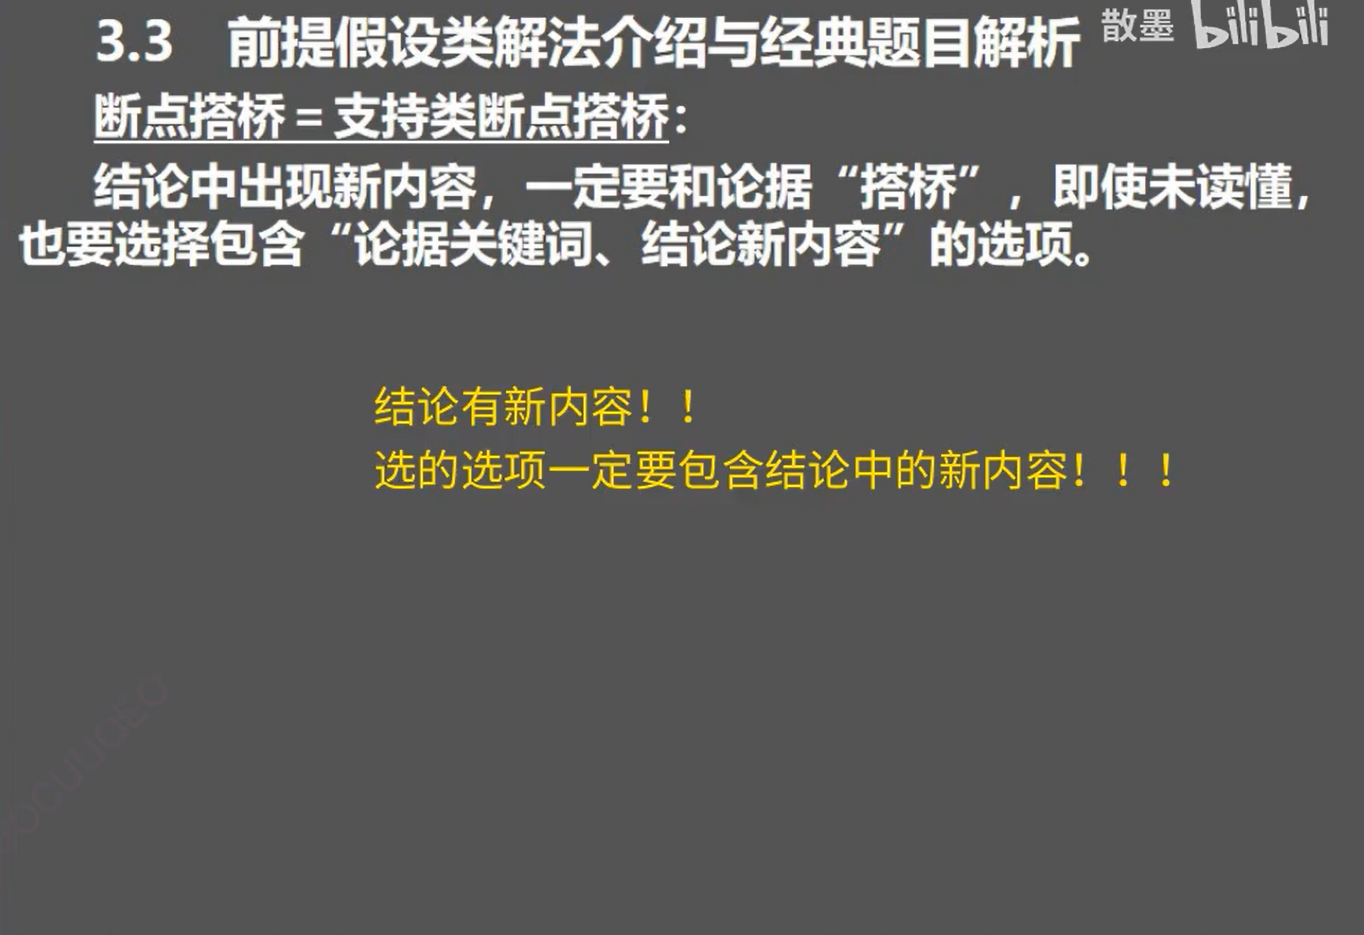 3.3 前提假设类解法介绍与经典题目解析
散墨 bilibili
断点搭桥=支持类断点搭桥：
结论中出现新内容，一定要和论据“搭桥”，即使未读懂，
也要选择包含“论据关键词、结论新内容”的选项。
结论有新内容！！
选的选项一定要包含结论中的新内容！！！